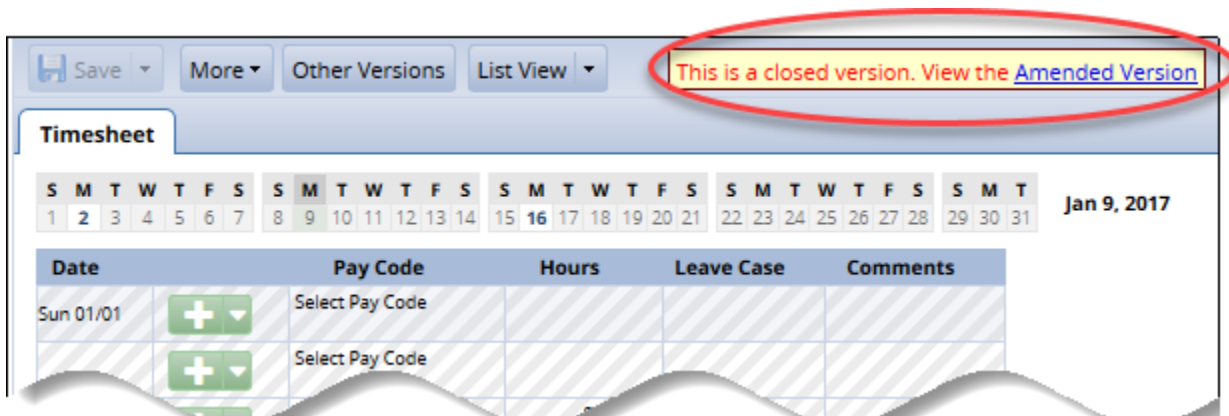 Save More Other Versions List View This is a closed version. View the Amended Version
Timesheet
S M T W T F S S M T W T F S S M T W T F S S M T W T F S S M T
1 2 3 4 5 6 7 8 9 10 11 12 13 14 15 16 17 18 19 20 21 22 23 24 25 26 27 28 29 30 31
Jan 9, 2017
Date Pay Code Hours Leave Case Comments
Sun 01/01 Select Pay Code
Select Pay Code